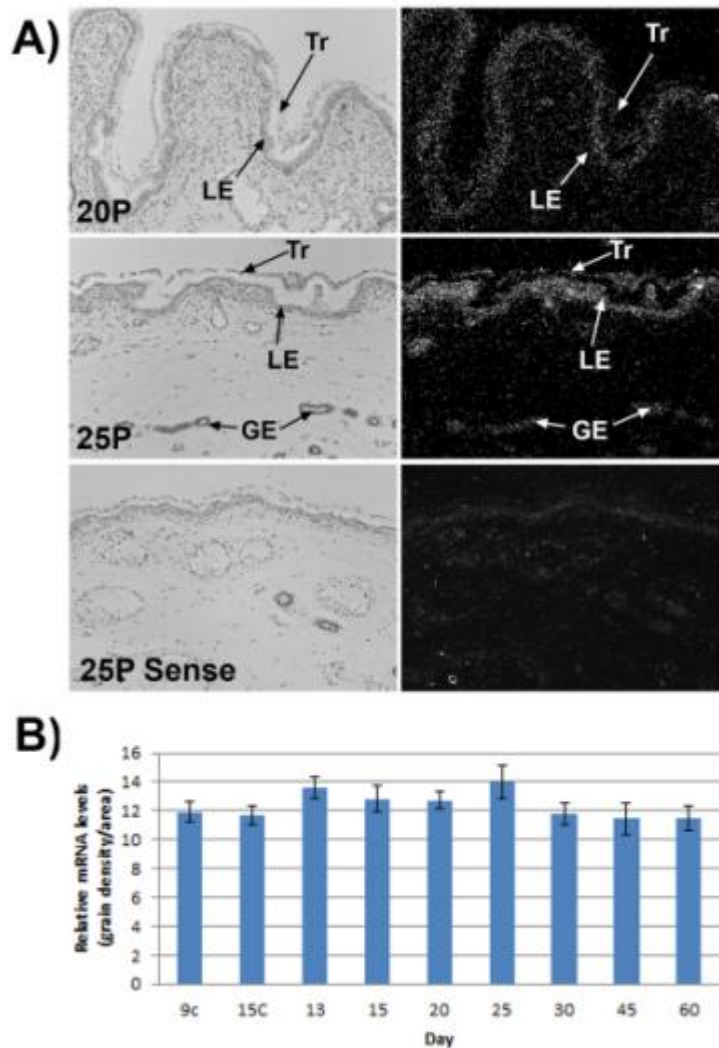 A)
Tr
LE
20P
Tr
LE
Tr
LE
GE
25P
Tr
LE
GE
25P Sense
B)
Relative mRNA levels
(grain density/area)
16
14
12
10
8
6
4
2
0
9c 15C 13 15 20 25 30 45 60
Day